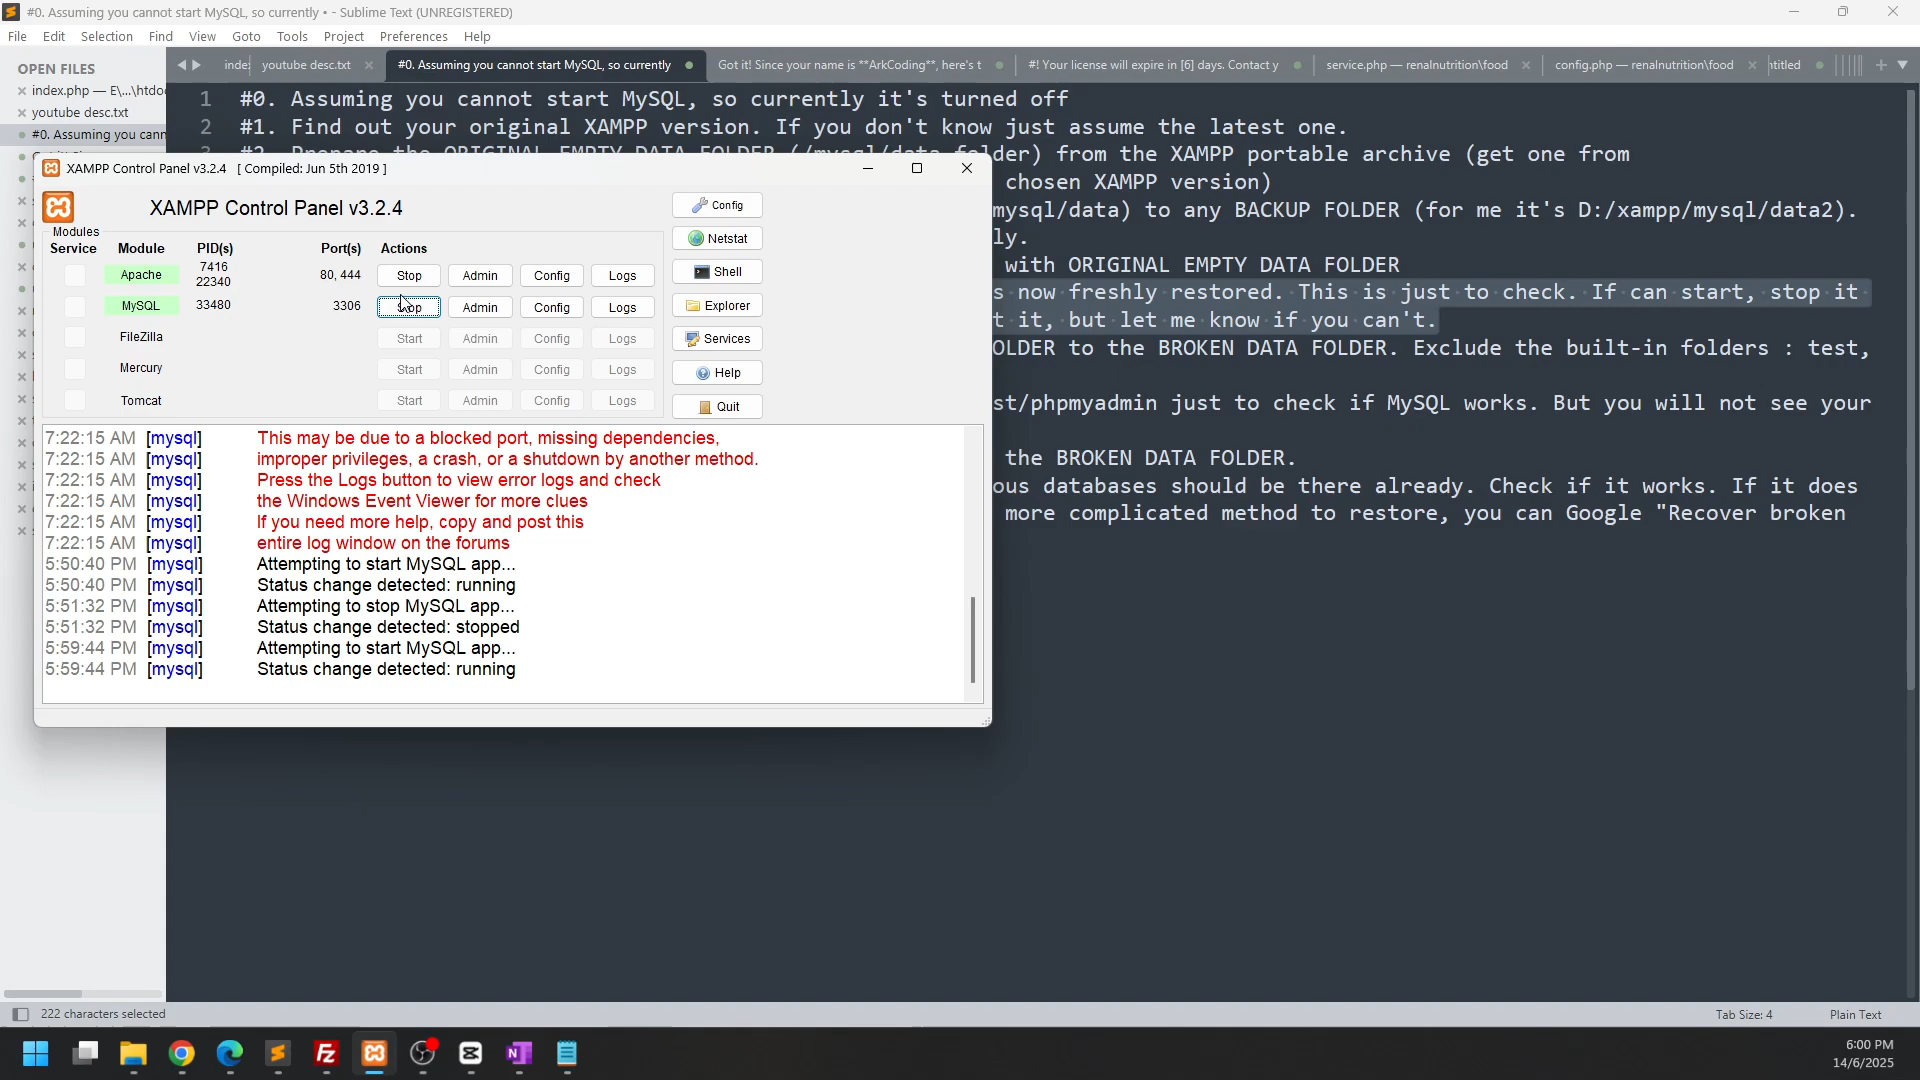 #0. Assuming you cannot start MySQL, so currently • - Sublime Text (UNREGISTERED)
File Edit Selection Find View Goto Tools Project Preferences Help
OPEN FILES
index.php — E\...\htdo
youtube desc.txt
#0. Assuming you cann
youtube desc.txt
#0. Assuming you cannot start MySQL, so currently
Got it! Since your name is **ArkCoding**, here's t
#! Your license will expire in [6] days. Contact y
service.php — renalnutrition\food
config.php — renalnutrition\food
ntitled
1 #0. Assuming you cannot start MySQL, so currently it's turned off
2 #1. Find out your original XAMPP version. If you don't know just assume the latest one.
#2. Prepare the ORIGINAL EMPTY DATA FOLDER (/mysql/data folder) from the XAMPP portable archive (get one from
chosen XAMPP version)
mysql/data) to any BACKUP FOLDER (for me it's D:/xampp/mysql/data2).
ly.
with ORIGINAL EMPTY DATA FOLDER
s now freshly restored. This is just to check. If can start, stop it
t it, but let me know if you can't.
OLDER to the BROKEN DATA FOLDER. Exclude the built-in folders : test,
st/phpmyadmin just to check if MySQL works. But you will not see your
the BROKEN DATA FOLDER.
ous databases should be there already. Check if it works. If it does
more complicated method to restore, you can Google "Recover broken
XAMPP Control Panel v3.2.4 [ Compiled: Jun 5th 2019 ]
XAMPP Control Panel v3.2.4
Modules
Service Module PID(s) Port(s) Actions
Apache 7416 22340 80, 444 Stop Admin Config Logs
MySQL 33480 3306 Stop Admin Config Logs
FileZilla Start Admin Config Logs
Mercury Start Admin Config Logs
Tomcat Start Admin Config Logs
Config
Netstat
Shell
Explorer
Services
Help
Quit
7:22:15 AM [mysql] This may be due to a blocked port, missing dependencies,
7:22:15 AM [mysql] improper privileges, a crash, or a shutdown by another method.
7:22:15 AM [mysql] Press the Logs button to view error logs and check
7:22:15 AM [mysql] the Windows Event Viewer for more clues
7:22:15 AM [mysql] If you need more help, copy and post this
7:22:15 AM [mysql] entire log window on the forums
5:50:40 PM [mysql] Attempting to start MySQL app...
5:50:40 PM [mysql] Status change detected: running
5:51:32 PM [mysql] Attempting to stop MySQL app...
5:51:32 PM [mysql] Status change detected: stopped
5:59:44 PM [mysql] Attempting to start MySQL app...
5:59:44 PM [mysql] Status change detected: running
222 characters selected
Tab Size: 4
Plain Text
6:00 PM
14/6/2025